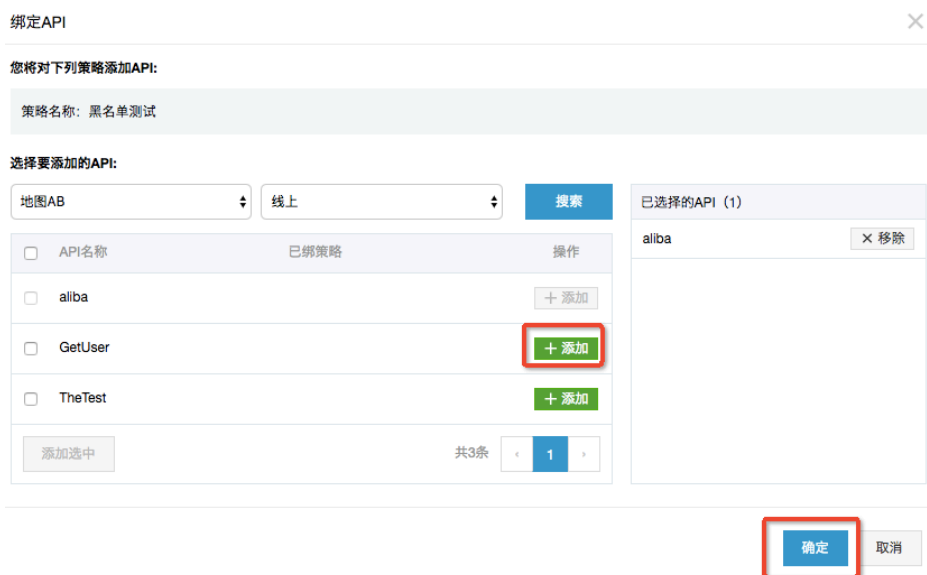 绑定API
您将对下列策略添加API:
策略名称：黑名单测试
选择要添加的API:
地图AB 线上 搜索
API名称 已绑策略 操作
aliba ＋ 添加
GetUser ＋ 添加
TheTest ＋ 添加
添加选中 共3条 ‹ 1 ›
已选择的API（1）
aliba ✕ 移除
确定 取消